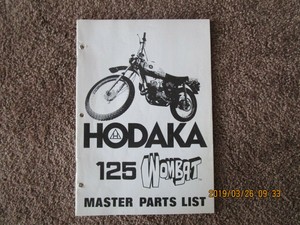 HODAKA
125 WOMBAT
MASTER PARTS LIST
2019/03/26 09:33